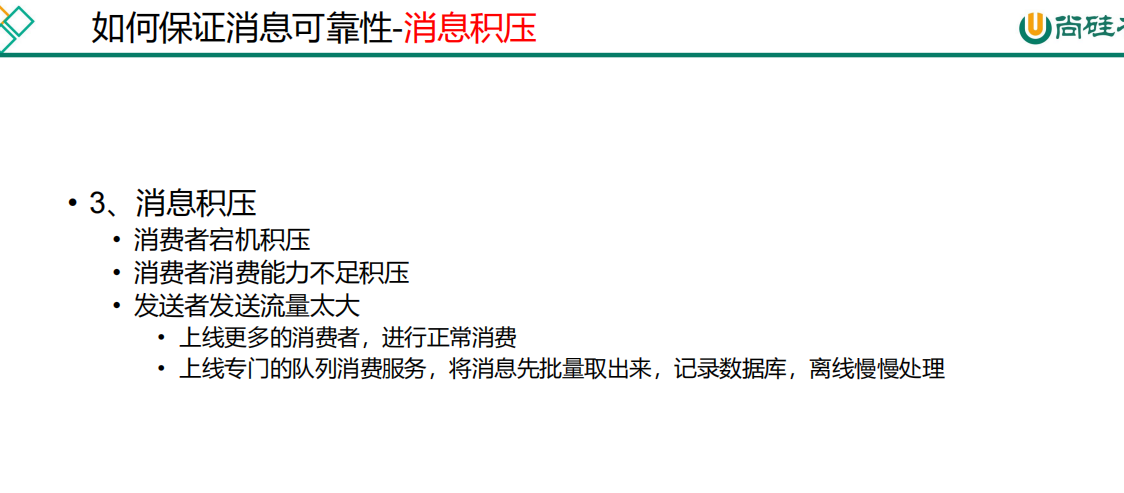 如何保证消息可靠性-消息积压
尚硅
• 3、消息积压
• 消费者宕机积压
• 消费者消费能力不足积压
• 发送者发送流量太大
• 上线更多的消费者，进行正常消费
• 上线专门的队列消费服务，将消息先批量取出来，记录数据库，离线慢慢处理